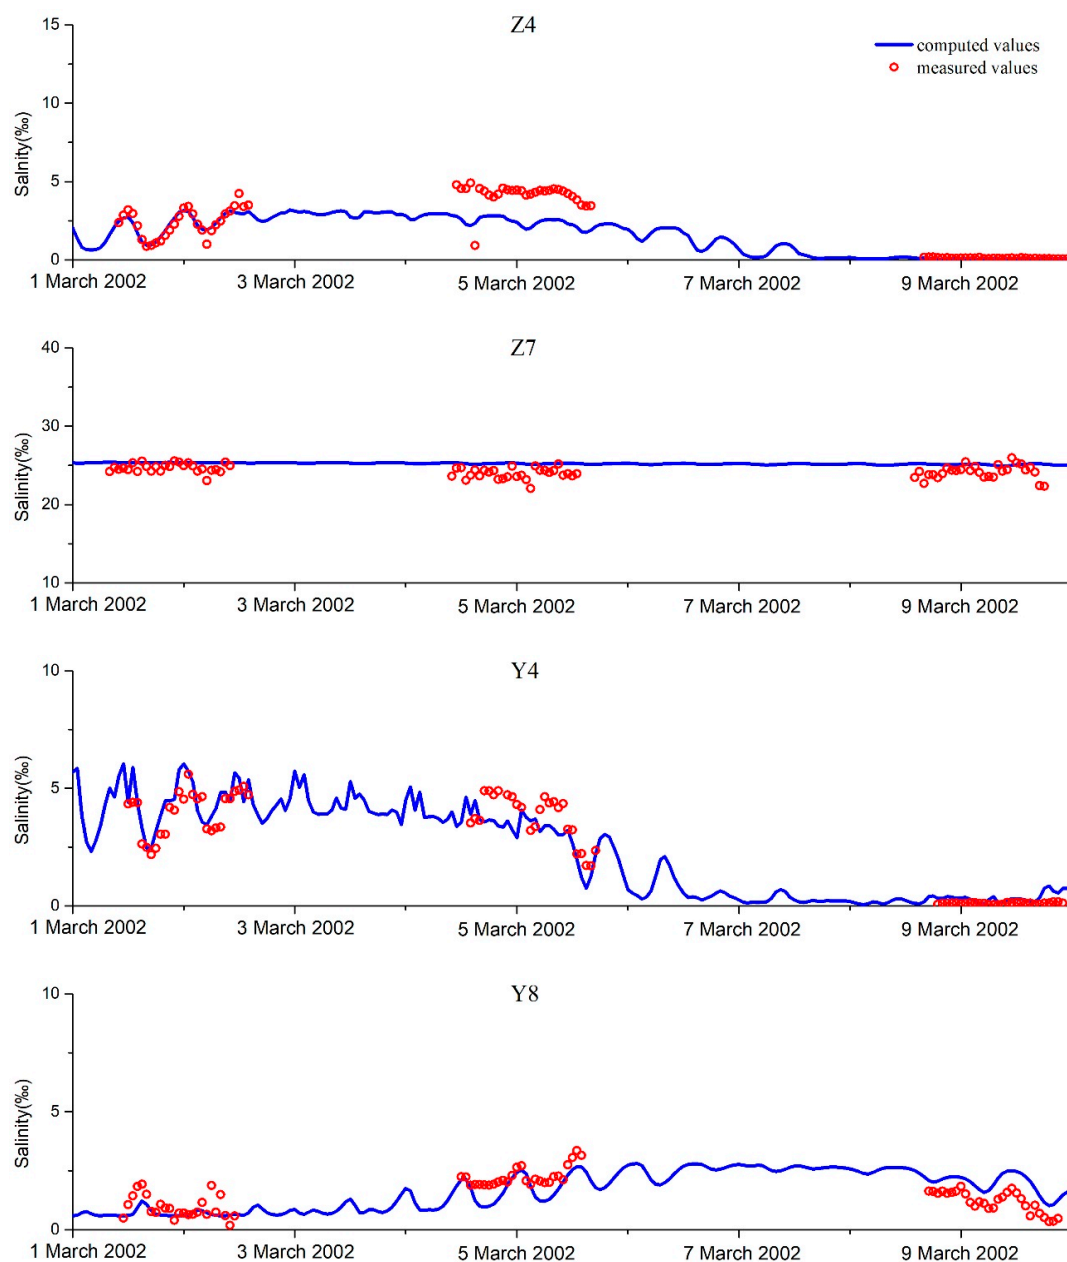 Z4
computed values
measured values
Salnity(‰)
15
10
5
0
1 March 2002 3 March 2002 5 March 2002 7 March 2002 9 March 2002
Z7
Salinity(‰)
40
30
20
10
1 March 2002 3 March 2002 5 March 2002 7 March 2002 9 March 2002
Y4
Salinity(‰)
10
5
0
1 March 2002 3 March 2002 5 March 2002 7 March 2002 9 March 2002
Y8
Salinity(‰)
10
5
0
1 March 2002 3 March 2002 5 March 2002 7 March 2002 9 March 2002